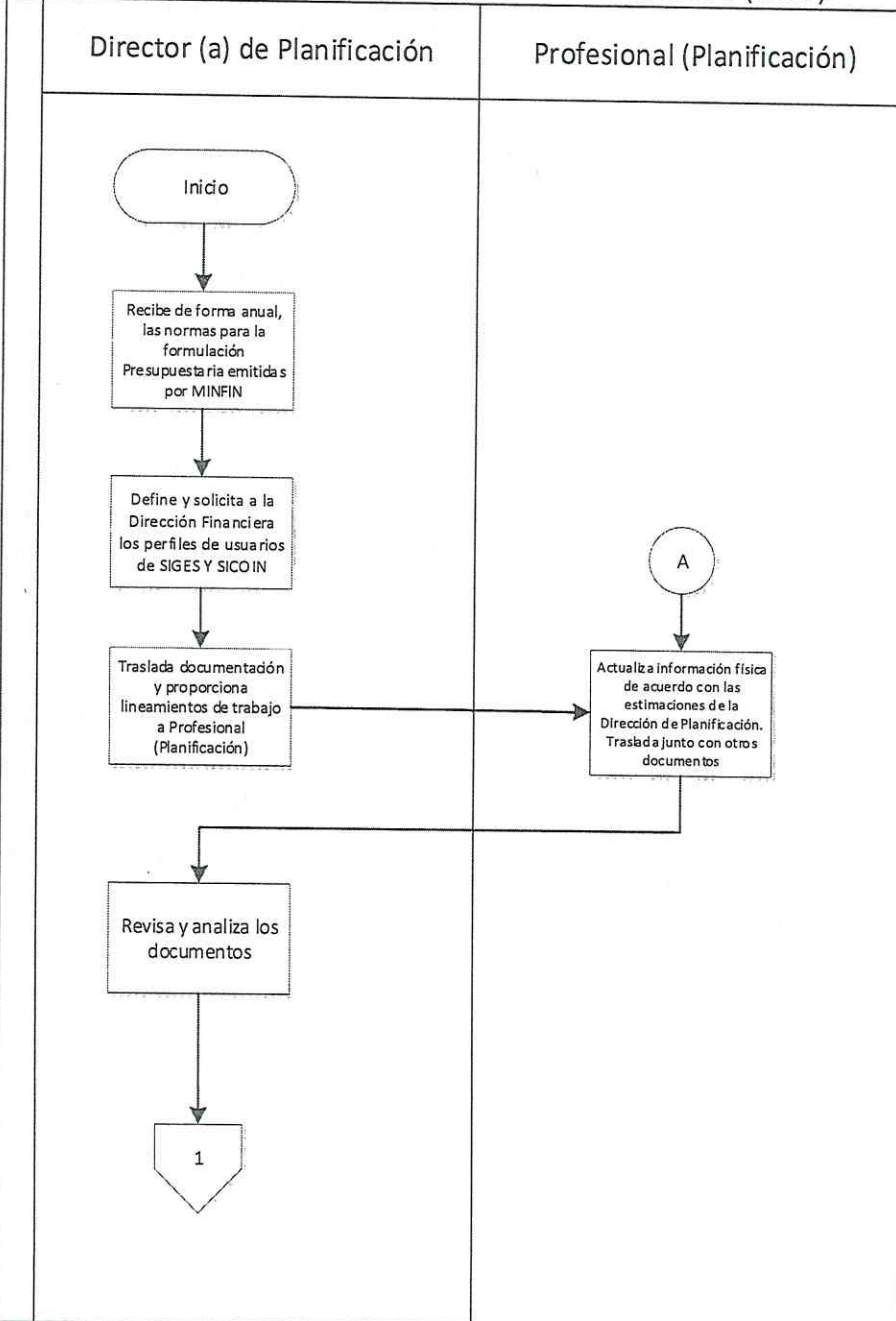 Director (a) de Planificación
Profesional (Planificación)
Inicio
Recibe de forma anual,
las normas para la
formulación
Presupuestaria emitidas
por MINFIN
Define y solicita a la
Dirección Financiera
los perfiles de usuarios
de SIGES Y SICOIN
A
Traslada documentación
y proporciona
lineamientos de trabajo
a Profesional
(Planificación)
Actualiza información física
de acuerdo con las
estimaciones de la
Dirección de Planificación.
Traslada junto con otros
documentos
Revisa y analiza los
documentos
1